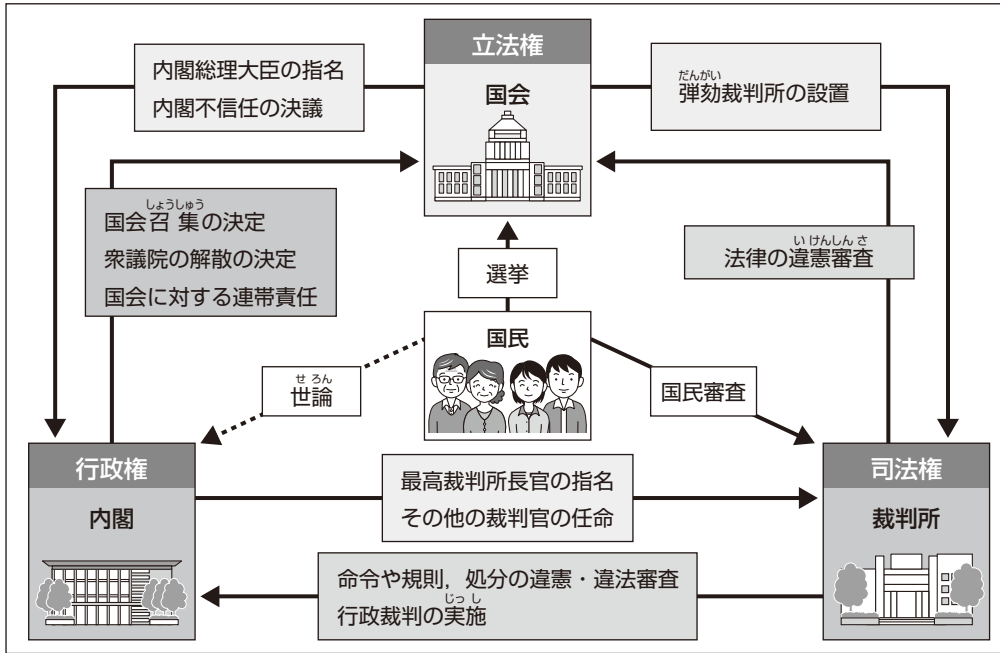 立法権
国会
内閣総理大臣の指名
内閣不信任の決議
だんがい
弾劾裁判所の設置
しょうしゅう
国会召集の決定
衆議院の解散の決定
国会に対する連帯責任
いけんしんさ
法律の違憲審査
選挙
国民
せろん
世論
国民審査
行政権
内閣
最高裁判所長官の指名
その他の裁判官の任命
司法権
裁判所
命令や規則，処分の違憲・違法審査
じっし
行政裁判の実施